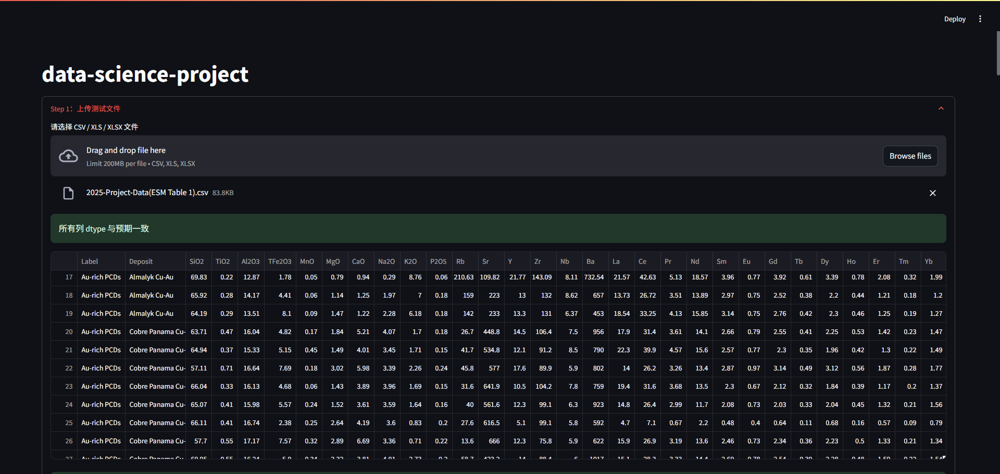 Deploy
data-science-project
Step 1：上传测试文件
请选择 CSV / XLS / XLSX 文件
Drag and drop file here
Limit 200MB per file • CSV, XLS, XLSX
Browse files
2025-Project-Data(ESM Table 1).csv 83.8KB
所有列 dtype 与预期一致
Label Deposit SiO2 TiO2 Al2O3 TFe2O3 MnO MgO CaO Na2O K2O P2O5 Rb Sr Y Zr Nb Ba La Ce Pr Nd Sm Eu Gd Tb Dy Ho Er Tm Yb
17 Au-rich PCDs Almalyk Cu-Au 69.83 0.22 12.87 1.78 0.05 0.79 0.94 0.29 8.76 0.06 210.63 109.82 21.77 143.09 8.11 732.54 21.57 42.63 5.13 18.57 3.96 0.77 3.92 0.61 3.39 0.78 2.08 0.32 1.99
18 Au-rich PCDs Almalyk Cu-Au 65.92 0.28 14.17 4.41 0.06 1.14 1.25 1.97 7 0.18 159 223 13 132 8.62 657 13.73 26.72 3.51 13.89 2.97 0.75 2.52 0.38 2.2 0.44 1.21 0.18 1.2
19 Au-rich PCDs Almalyk Cu-Au 64.19 0.29 13.51 8.1 0.09 1.47 1.22 2.28 6.18 0.18 142 233 13.3 131 6.37 453 18.54 33.25 4.13 15.85 3.14 0.75 2.76 0.42 2.3 0.46 1.25 0.19 1.27
20 Au-rich PCDs Cobre Panama Cu- 63.71 0.47 16.04 4.82 0.17 1.84 5.21 4.07 1.7 0.18 26.7 448.8 14.5 106.4 7.5 956 17.9 31.4 3.61 14.1 2.66 0.79 2.55 0.41 2.25 0.53 1.42 0.23 1.47
21 Au-rich PCDs Cobre Panama Cu- 64.94 0.37 15.33 5.15 0.45 1.49 4.01 3.45 1.71 0.15 41.7 534.8 12.1 91.2 8.5 790 22.3 39.9 4.57 15.6 2.57 0.77 2.3 0.35 1.96 0.42 1.3 0.22 1.49
22 Au-rich PCDs Cobre Panama Cu- 57.11 0.71 16.64 7.69 0.18 3.02 5.98 3.39 2.26 0.24 45.8 577 17.6 89.9 5.9 802 14 26.2 3.26 13.4 2.87 0.97 3.14 0.49 3.12 0.56 1.87 0.28 1.77
23 Au-rich PCDs Cobre Panama Cu- 66.04 0.33 16.13 4.68 0.06 1.43 3.89 3.96 1.69 0.15 31.6 641.9 10.5 104.2 7.8 759 19.4 31.6 3.68 13.5 2.3 0.67 2.12 0.32 1.84 0.39 1.17 0.2 1.37
24 Au-rich PCDs Cobre Panama Cu- 65.07 0.41 15.98 5.57 0.24 1.52 3.61 3.59 1.64 0.16 40 561.6 12.3 99.1 6.3 923 14.8 26.4 2.99 11.7 2.08 0.73 2.03 0.33 2.04 0.45 1.32 0.21 1.56
25 Au-rich PCDs Cobre Panama Cu- 66.11 0.41 16.74 2.38 0.25 2.64 4.19 3.6 0.83 0.2 27.6 616.5 5.1 99.1 5.8 592 4.7 7.1 0.67 2.2 0.48 0.4 0.64 0.11 0.68 0.16 0.57 0.09 0.79
26 Au-rich PCDs Cobre Panama Cu- 57.7 0.55 17.17 7.57 0.32 2.89 6.69 3.36 0.71 0.22 13.6 666 12.3 75.8 5.9 622 15.9 26.9 3.19 13.6 2.46 0.73 2.34 0.36 2.23 0.5 1.33 0.21 1.34
27 Au-rich PCDs Cobre Panama Cu-